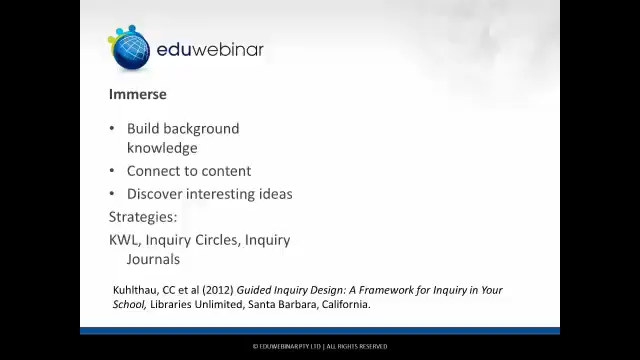 eduwebinar
Immerse
• Build background
knowledge
• Connect to content
• Discover interesting ideas
Strategies:
KWL, Inquiry Circles, Inquiry
Journals
Kuhlthau, CC et al (2012) Guided Inquiry Design: A Framework for Inquiry in Your
School, Libraries Unlimited, Santa Barbara, California.
© EDUWEBINAR PTY LTD | ALL RIGHTS RESERVED